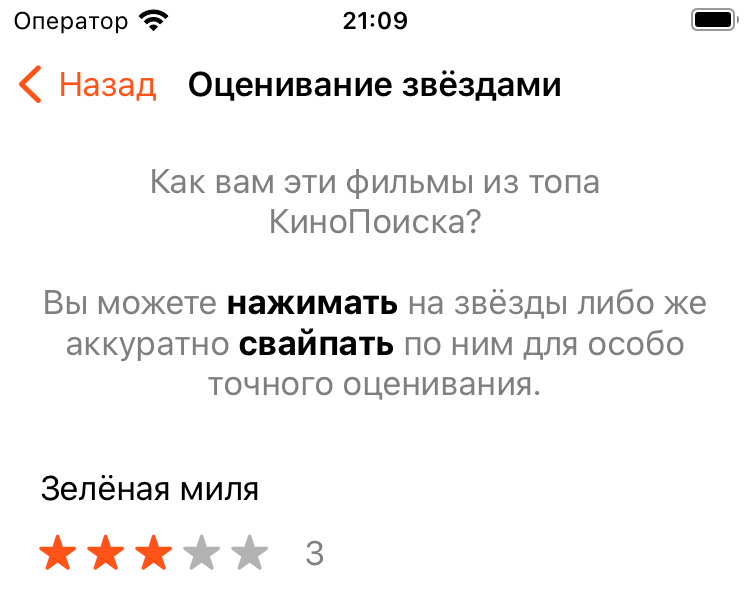 Оператор 21:09
Назад Оценивание звёздами
Как вам эти фильмы из топа
КиноПоиска?
Вы можете нажимать на звёзды либо же
аккуратно свайпать по ним для особо
точного оценивания.
Зелёная миля
3